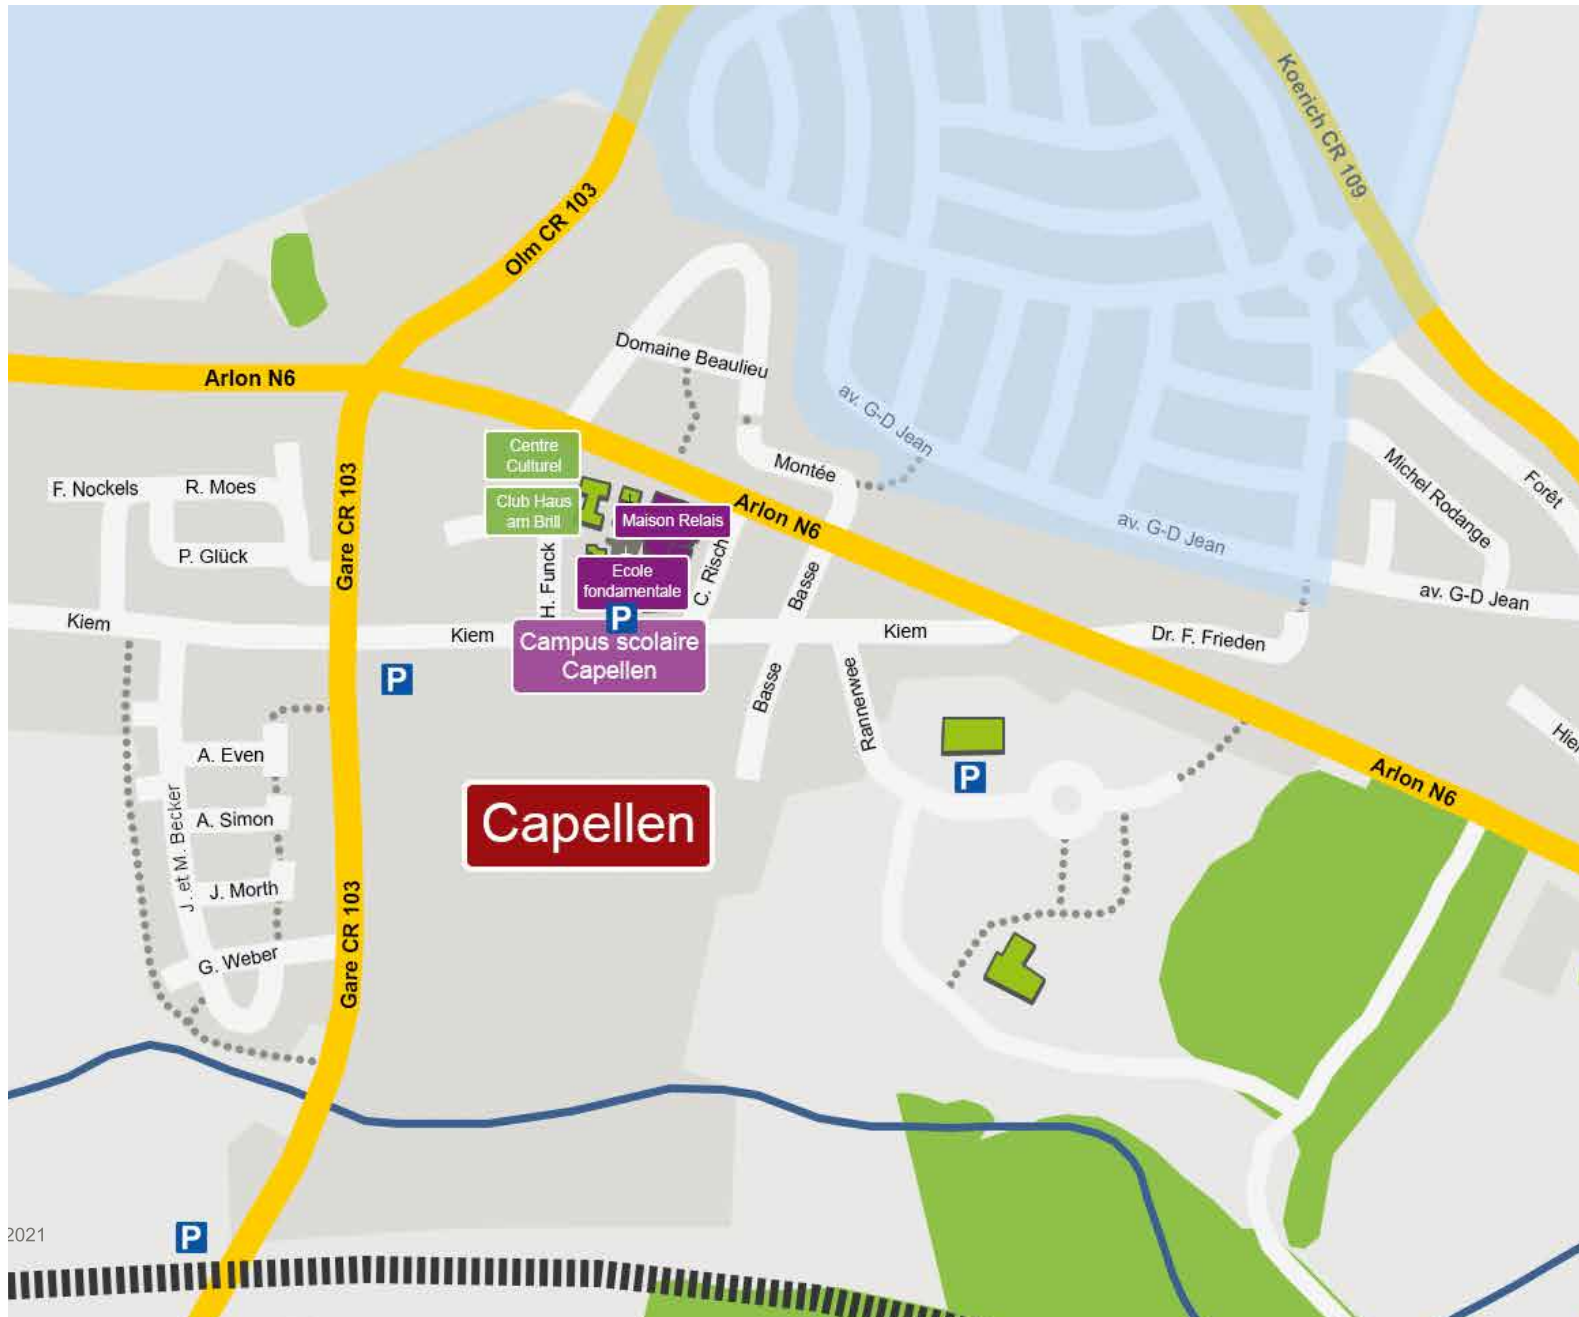 Koerich CR 109
Olm CR 103
Domaine Beaulieu
Arlon N6
av. G-D Jean
Centre
Culturel
Montée
Michel Rodange
Forêt
F. Nockels
R. Moes
Gare CR 103
Club Haus
am Brill
Maison Relais
Arlon N6
av. G-D Jean
P. Glück
H. Funck
Ecole
fondamentale
C. Risch
Basse
av. G-D Jean
P
Kiem
Kiem
Campus scolaire
Capellen
Kiem
Dr. F. Frieden
P
Basse
Rannerwee
A. Even
P
Arlon N6
J. et M. Becker
A. Simon
Capellen
J. Morth
G. Weber
Gare CR 103
2021
P